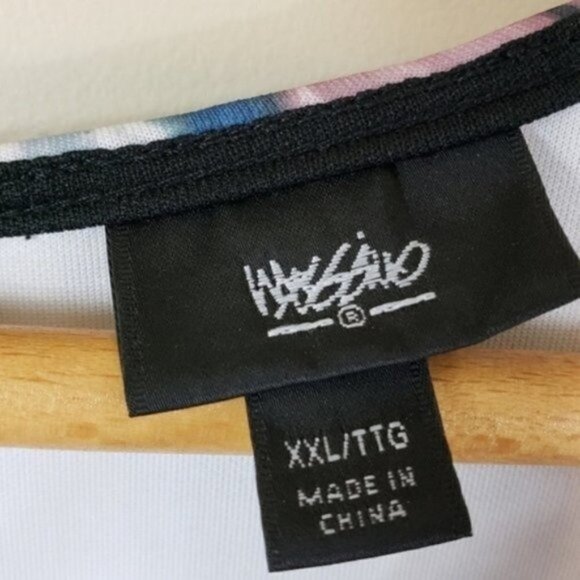 Mossimo
®
XXL/TTG
MADE IN
CHINA